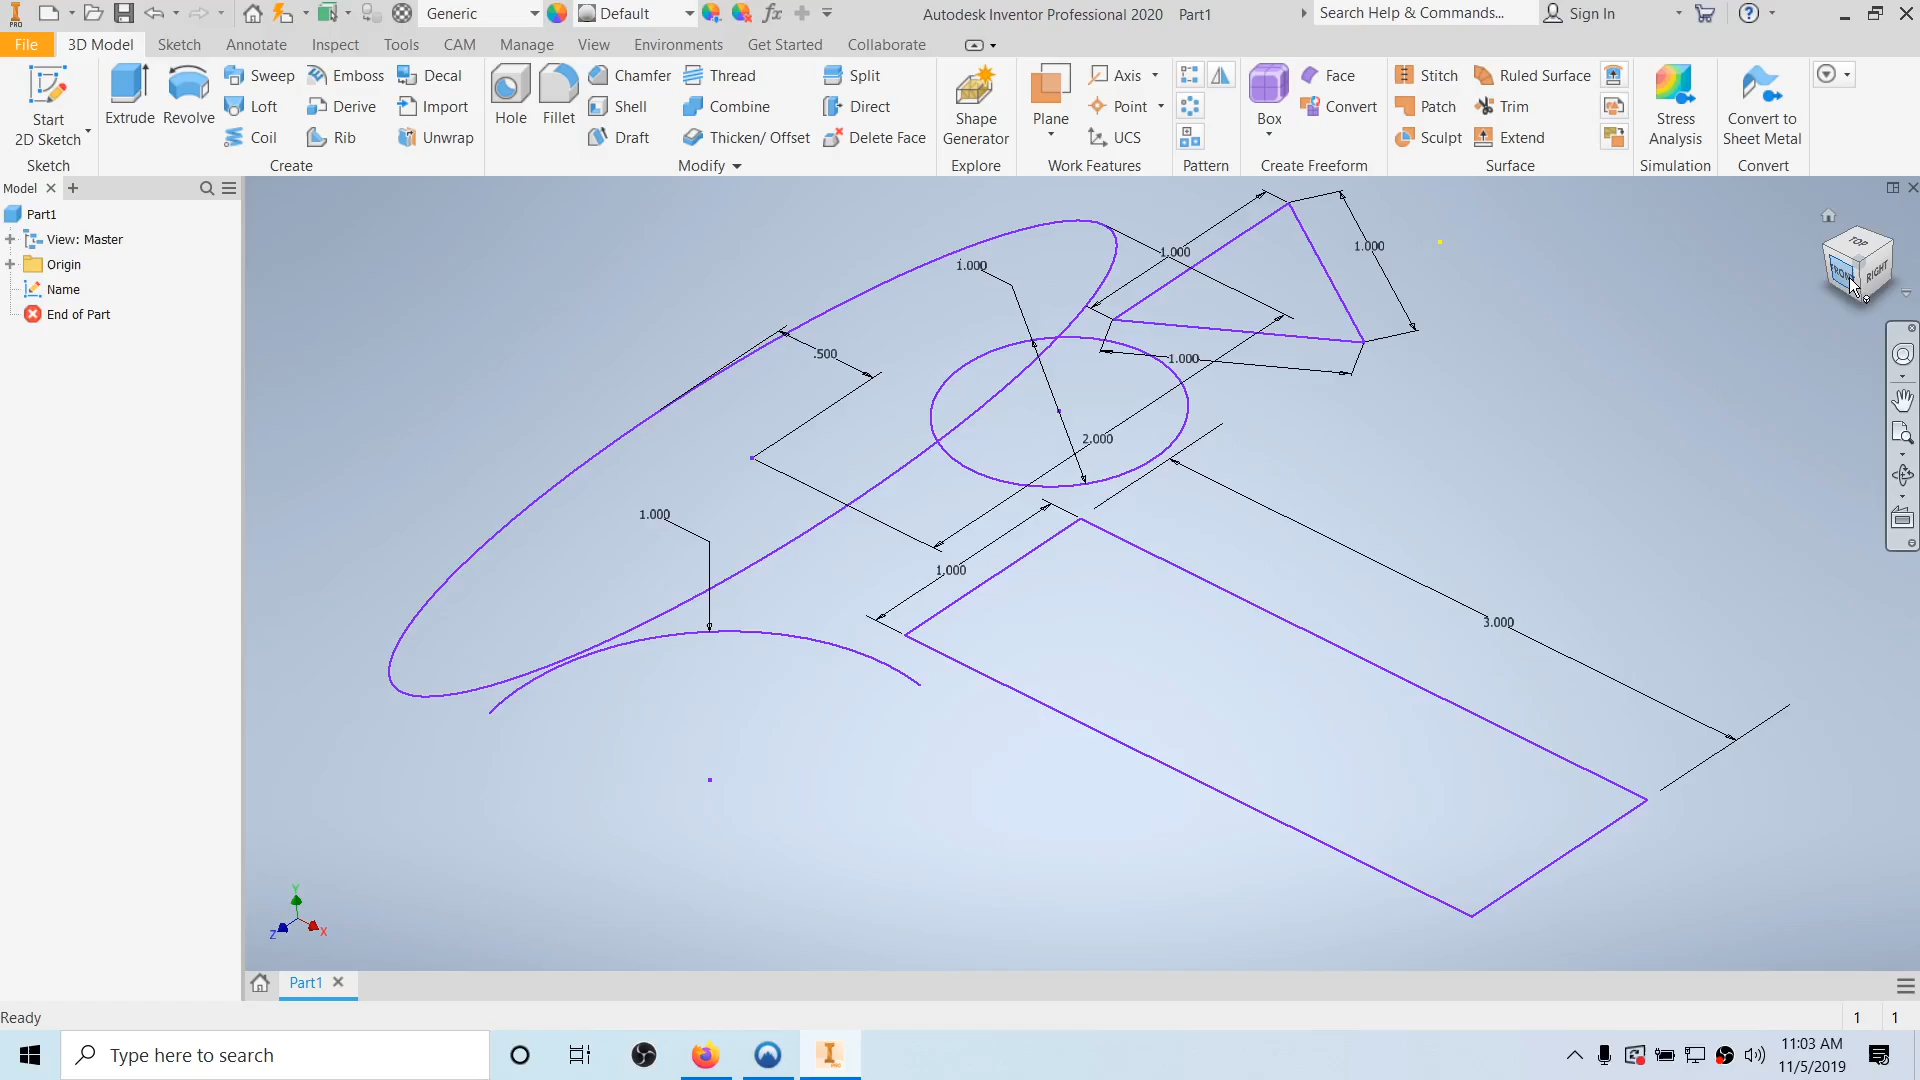 Generic
Default
Autodesk Inventor Professional 2020 Part1
Search Help & Commands...
Sign In
PRO
File 3D Model Sketch Annotate Inspect Tools CAM Manage View Environments Get Started Collaborate
Start
2D Sketch
Sketch
Extrude
Revolve
Sweep
Loft
Coil
Emboss
Derive
Rib
Decal
Import
Unwrap
Create
Hole
Fillet
Chamfer
Shell
Draft
Thread
Combine
Thicken/ Offset
Split
Direct
Delete Face
Modify
Shape
Generator
Explore
Plane
Axis
Point
UCS
Work Features
Pattern
Box
Face
Convert
Create Freeform
Stitch
Patch
Sculpt
Ruled Surface
Trim
Extend
Surface
Stress
Analysis
Simulation
Convert to
Sheet Metal
Convert
Model
Part1
View: Master
Origin
Name
End of Part
1.000
1.000
1.000
1.000
.500
2.000
1.000
1.000
3.000
TOP
FRONT
RIGHT
Y
Z
X
Part1
Ready
1 1
Type here to search
11:03 AM
11/5/2019